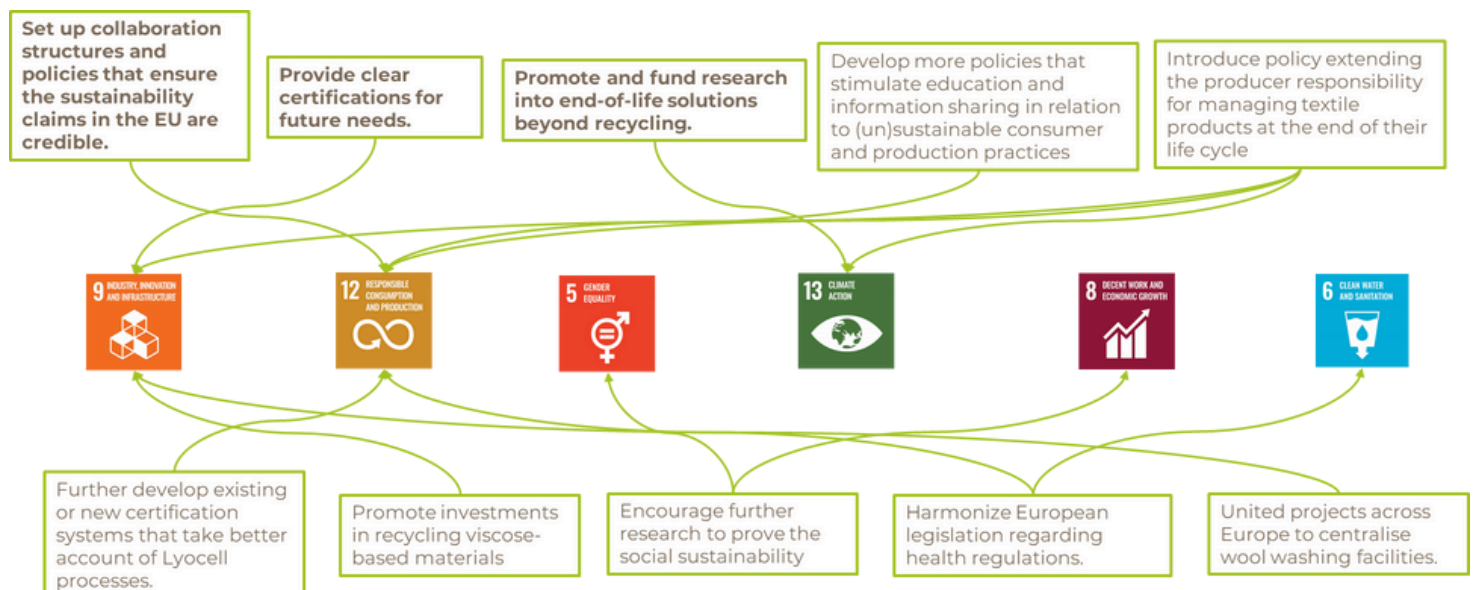 Set up collaboration
structures and
policies that ensure
the sustainability
claims in the EU are
credible.
Provide clear
certifications for
future needs.
Promote and fund research
into end-of-life solutions
beyond recycling.
Develop more policies that
stimulate education and
information sharing in relation
to (un)sustainable consumer
and production practices
Introduce policy extending
the producer responsibility
for managing textile
products at the end of their
life cycle
9 INDUSTRY, INNOVATION
AND INFRASTRUCTURE
12 RESPONSIBLE
CONSUMPTION
AND PRODUCTION
5 GENDER
EQUALITY
13 CLIMATE
ACTION
8 DECENT WORK AND
ECONOMIC GROWTH
6 CLEAN WATER
AND SANITATION
Further develop existing
or new certification
systems that take better
account of Lyocell
processes.
Promote investments
in recycling viscose-
based materials
Encourage further
research to prove the
social sustainability
Harmonize European
legislation regarding
health regulations.
United projects across
Europe to centralise
wool washing facilities.